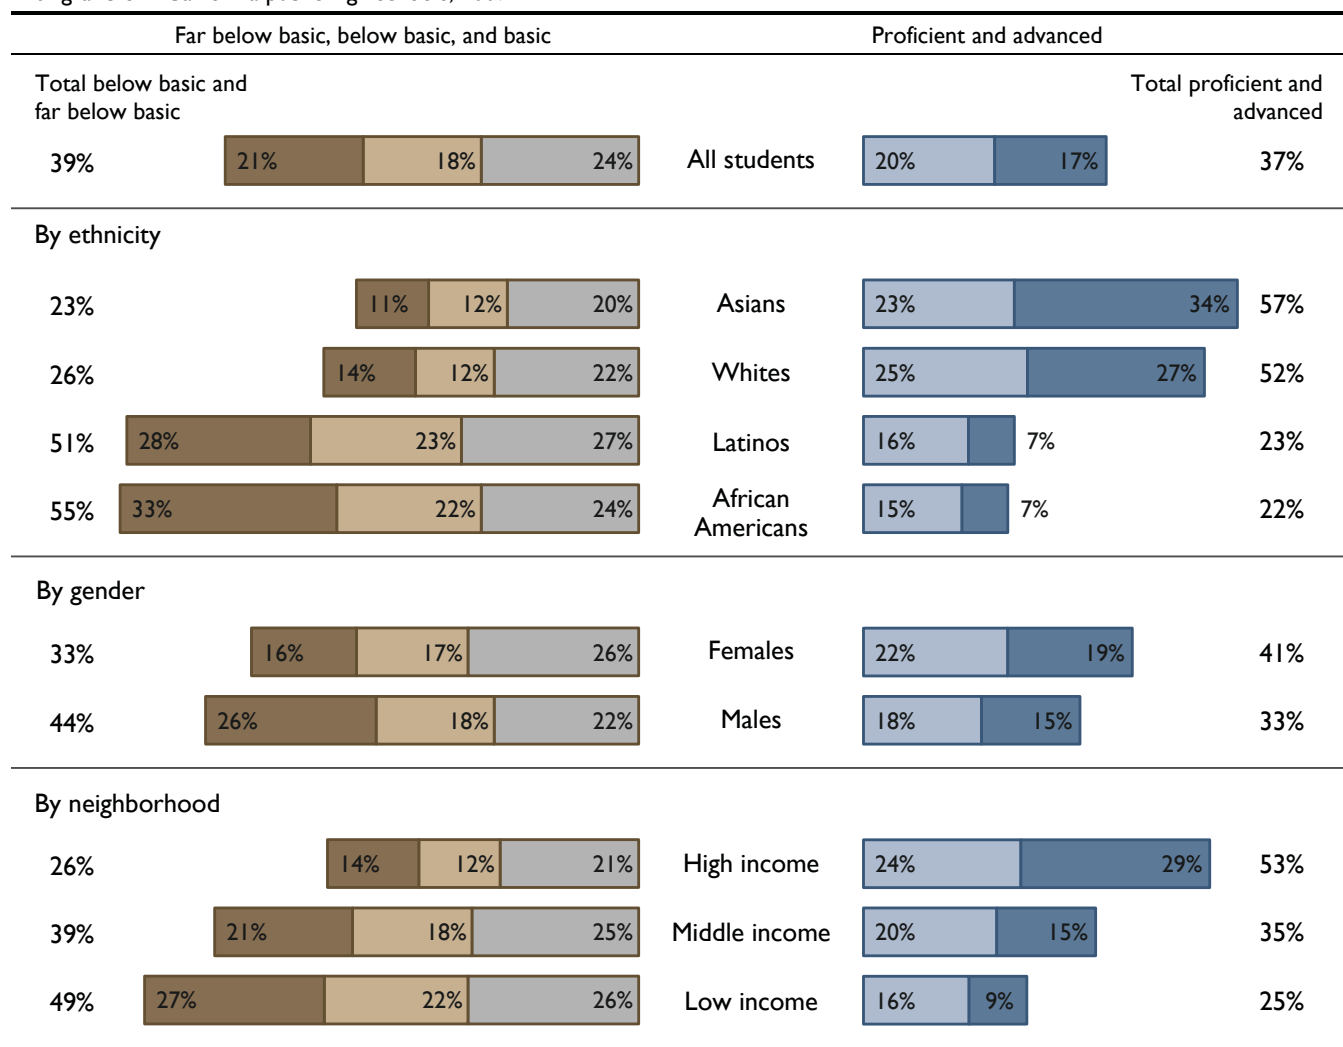 Far below basic, below basic, and basic Proficient and advanced
Total below basic and Total proficient and
far below basic advanced
39% 21% 18% 24% All students 20% 17% 37%
By ethnicity
23% 11% 12% 20% Asians 23% 34% 57%
26% 14% 12% 22% Whites 25% 27% 52%
51% 28% 23% 27% Latinos 16% 7% 23%
55% 33% 22% 24% African Americans 15% 7% 22%
By gender
33% 16% 17% 26% Females 22% 19% 41%
44% 26% 18% 22% Males 18% 15% 33%
By neighborhood
26% 14% 12% 21% High income 24% 29% 53%
39% 21% 18% 25% Middle income 20% 15% 35%
49% 27% 22% 26% Low income 16% 9% 25%